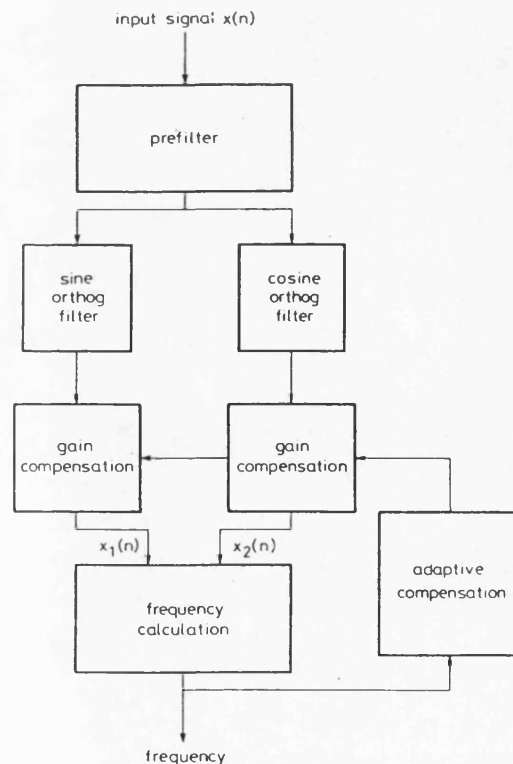 input signal x(n)
prefilter
sine
orthog
filter
cosine
orthog
filter
gain
compensation
gain
compensation
x₁(n)
x₂(n)
adaptive
compensation
frequency
calculation
frequency